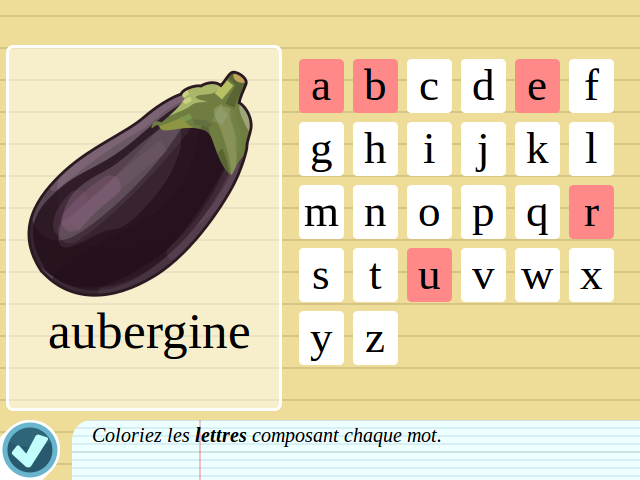 aubergine
a b c d e f
g h i j k l
m n o p q r
s t u v w x
y z
Coloriez les lettres composant chaque mot.